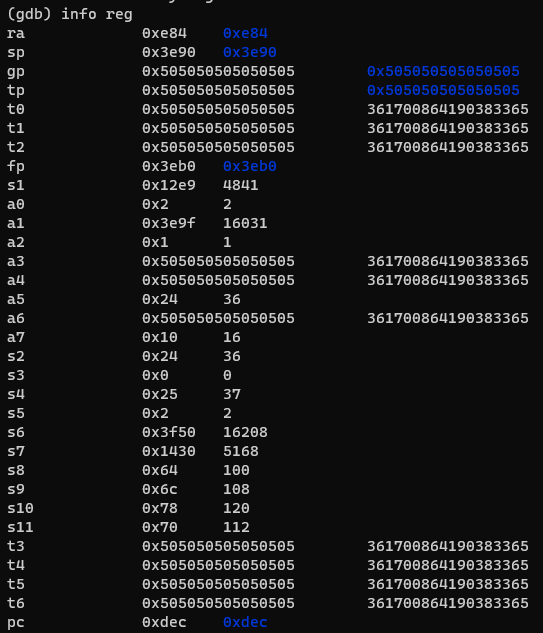 (gdb) info reg
ra 0xe84 0xe84
sp 0x3e90 0x3e90
gp 0x505050505050505 0x505050505050505
tp 0x505050505050505 0x505050505050505
t0 0x505050505050505 361700864190383365
t1 0x505050505050505 361700864190383365
t2 0x505050505050505 361700864190383365
fp 0x3eb0 0x3eb0
s1 0x12e9 4841
a0 0x2 2
a1 0x3e9f 16031
a2 0x1 1
a3 0x505050505050505 361700864190383365
a4 0x505050505050505 361700864190383365
a5 0x24 36
a6 0x505050505050505 361700864190383365
a7 0x10 16
s2 0x24 36
s3 0x0 0
s4 0x25 37
s5 0x2 2
s6 0x3f50 16208
s7 0x1430 5168
s8 0x64 100
s9 0x6c 108
s10 0x78 120
s11 0x70 112
t3 0x505050505050505 361700864190383365
t4 0x505050505050505 361700864190383365
t5 0x505050505050505 361700864190383365
t6 0x505050505050505 361700864190383365
pc 0xdec 0xdec